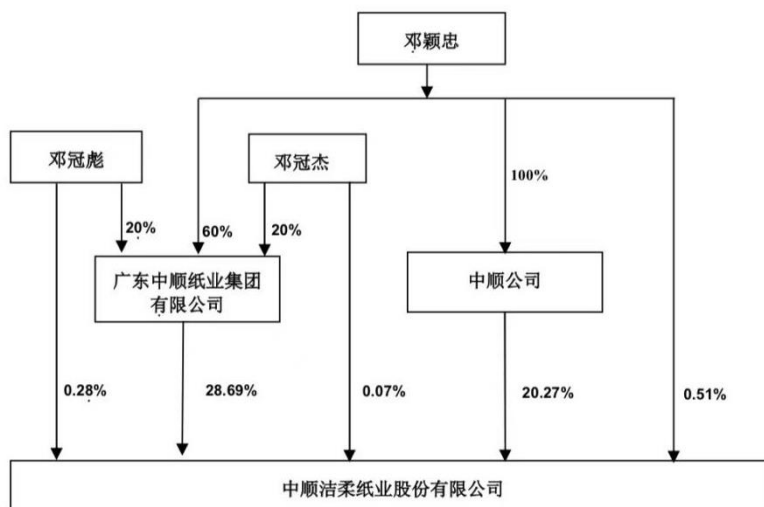 邓颖忠
邓冠彪
邓冠杰
100%
20%
60%
20%
广东中顺纸业集团
有限公司
中顺公司
0.28%
28.69%
0.07%
20.27%
0.51%
中顺洁柔纸业股份有限公司